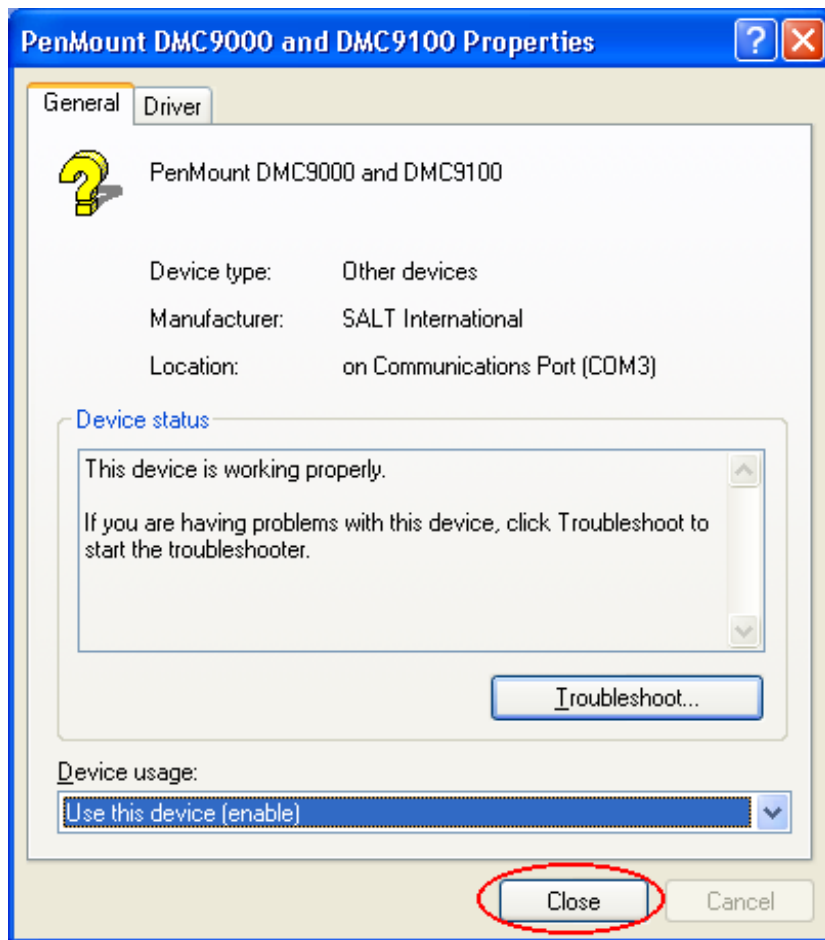 PenMount DMC9000 and DMC9100 Properties
General Driver
PenMount DMC9000 and DMC9100
Device type: Other devices
Manufacturer: SALT International
Location: on Communications Port (COM3)
Device status
This device is working properly.
If you are having problems with this device, click Troubleshoot to
start the troubleshooter.
Troubleshoot...
Device usage:
Use this device (enable)
Close Cancel